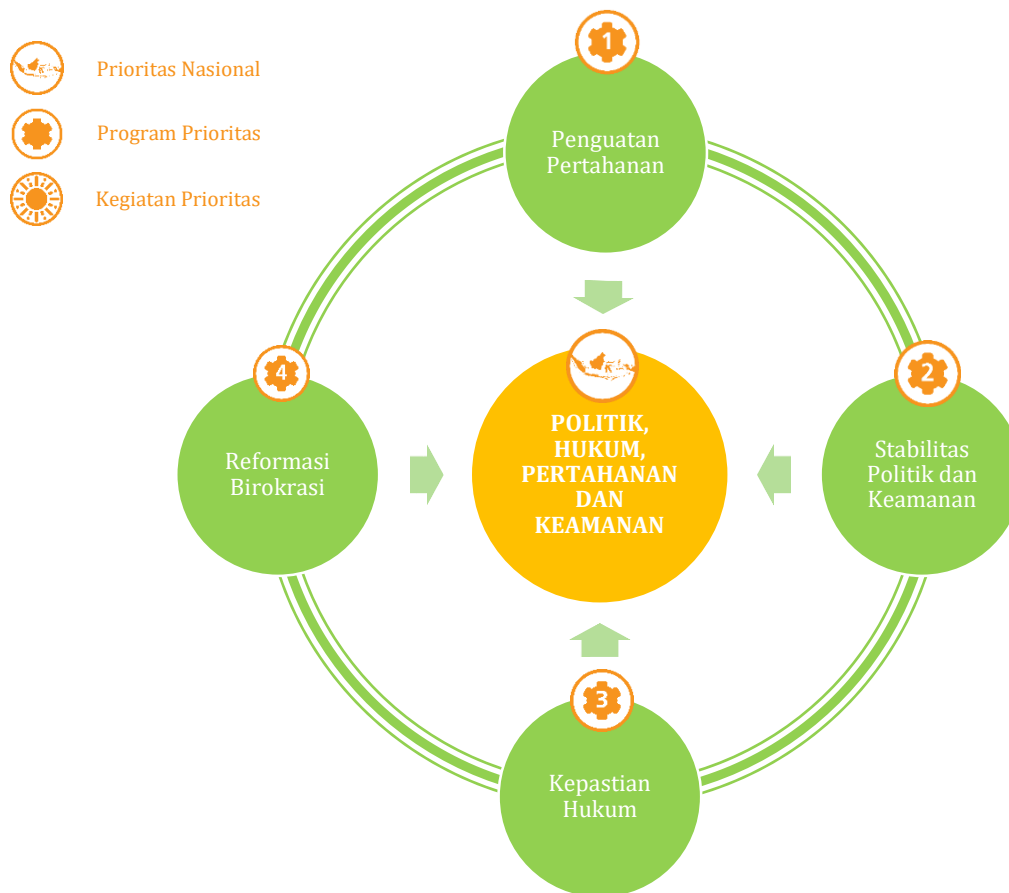 Prioritas Nasional
Program Prioritas
Kegiatan Prioritas
1
Penguatan
Pertahanan
2
Stabilitas
Politik dan
Keamanan
3
Kepastian
Hukum
4
Reformasi
Birokrasi
POLITIK,
HUKUM,
PERTAHANAN
DAN
KEAMANAN